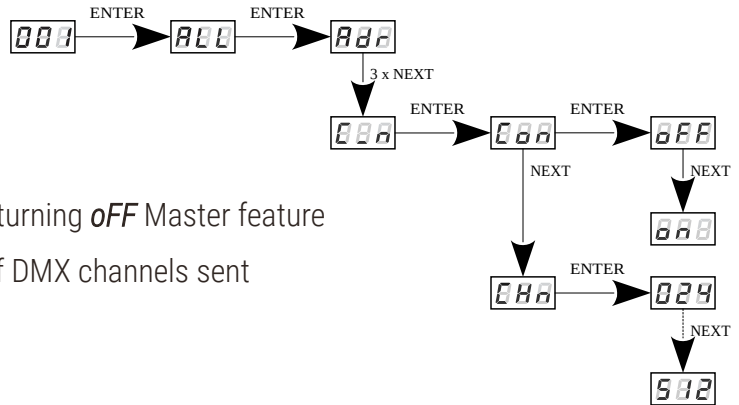 ENTER ENTER
001 ALL Adr
3 x NEXT
ENTER ENTER
C_n Con oFF
NEXT NEXT
turning oFF Master feature
on
f DMX channels sent
ENTER
CHn 024
NEXT
512